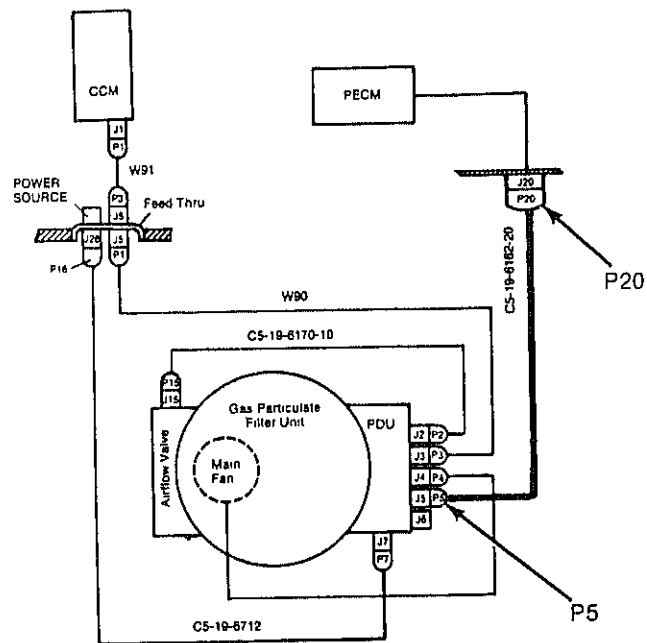 CCM
J1
P1
W91
P3
J5
POWER
SOURCE
Feed Thru
J28
J5
P16
P1
PECM
J20
P20
P20
C5-19-6162-20
W90
C5-19-6170-10
P15
J15
Gas Particulate
Filter Unit
Airflow Valve
Main
Fan
PDU
J2 P2
J3 P3
J4 P4
J5 P5
J6
J7
P7
P5
C5-19-6712